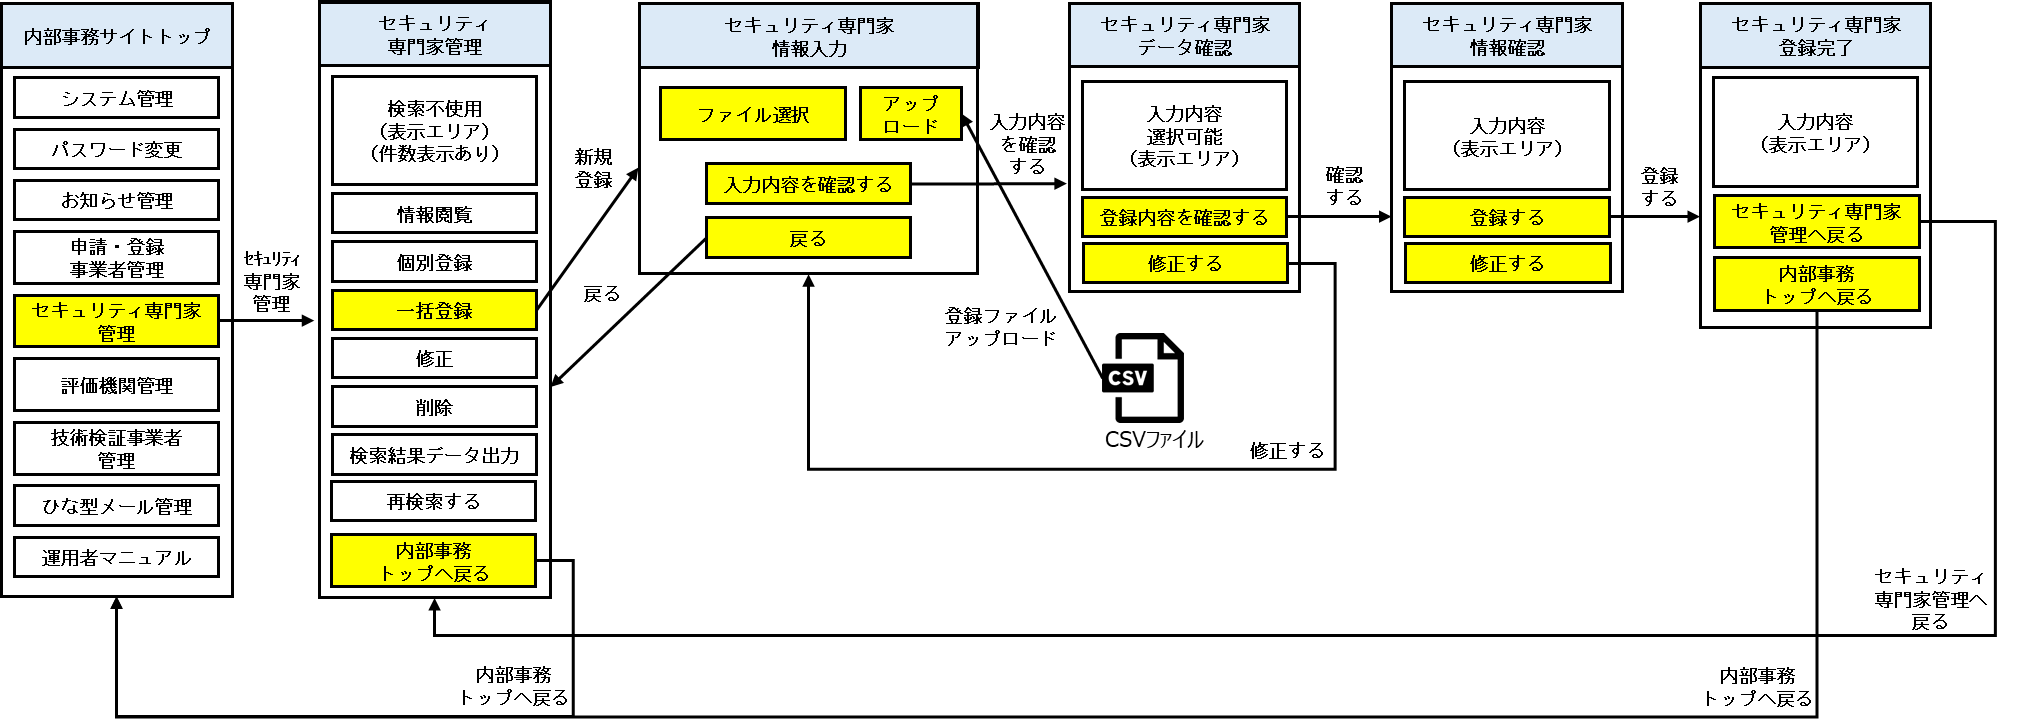 内部事務サイトトップ
システム管理
パスワード変更
お知らせ管理
申請・登録
事業者管理
セキュリティ専門家
管理
評価機関管理
技術検証事業者
管理
ひな型メール管理
運用者マニュアル
セキュリティ
専門家
管理
セキュリティ
専門家管理
検索不使用
（表示エリア）
（件数表示あり）
情報閲覧
個別登録
一括登録
修正
削除
検索結果データ出力
再検索する
内部事務
トップへ戻る
新規
登録
戻る
内部事務
トップへ戻る
セキュリティ専門家
情報入力
ファイル選択
アップ
ロード
入力内容を確認する
戻る
入力内容
を確認
する
登録ファイル
アップロード
CSV
CSVファイル
修正する
セキュリティ専門家
データ確認
入力内容
選択可能
（表示エリア）
登録内容を確認する
修正する
確認
する
セキュリティ専門家
情報確認
入力内容
（表示エリア）
登録する
修正する
登録
する
セキュリティ専門家
登録完了
入力内容
（表示エリア）
セキュリティ専門家
管理へ戻る
内部事務
トップへ戻る
セキュリティ
専門家管理へ
戻る
内部事務
トップへ戻る